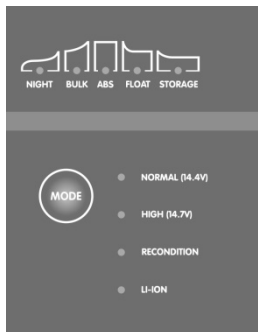 NIGHT BULK ABS FLOAT STORAGE
MODE
NORMAL (14.4V)
HIGH (14.7V)
RECONDITION
LI-ION